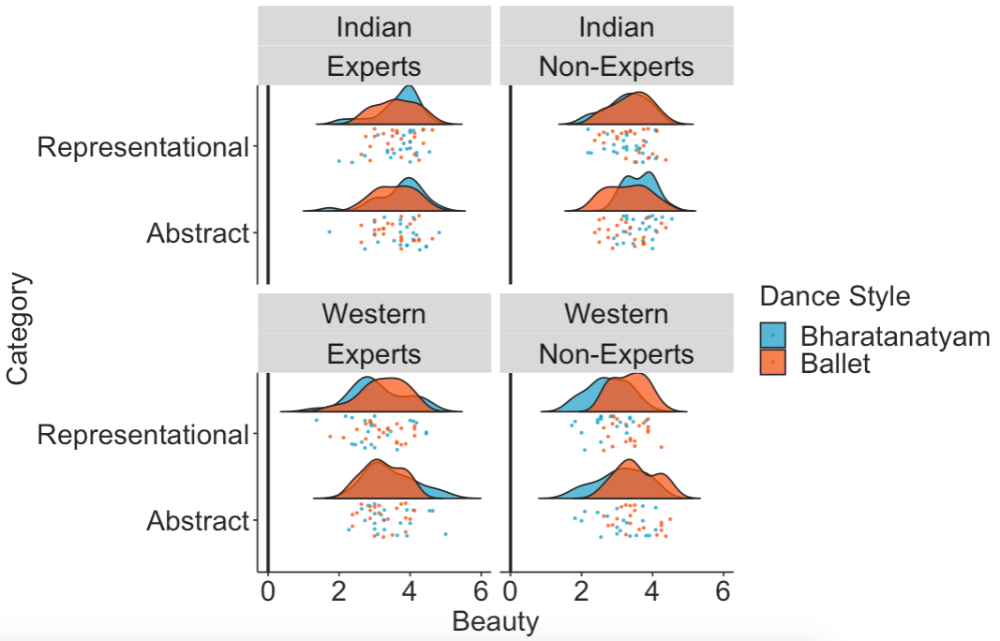 Indian
Indian
Experts
Non-Experts
Representational
Abstract
Western
Western
Experts
Non-Experts
Representational
Abstract
Category
0 2 4 6 0 2 4 6
Beauty
Dance Style
Bharatanatyam
Ballet